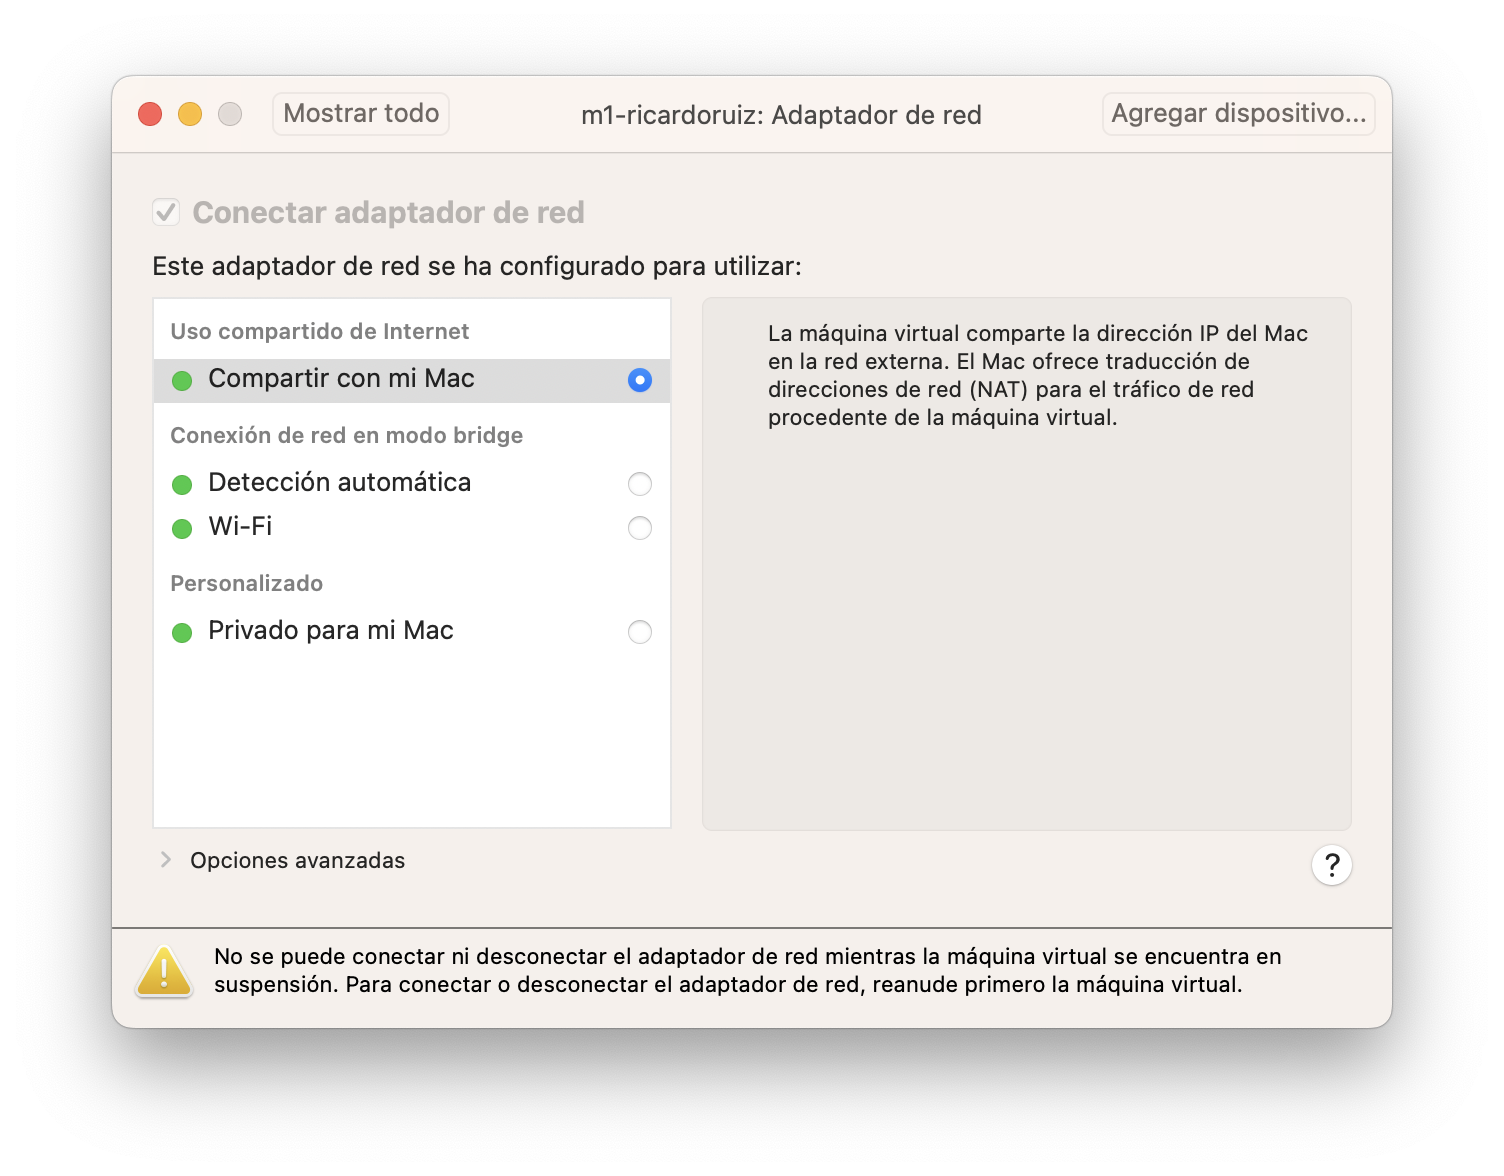 Mostrar todo
m1-ricardoruiz: Adaptador de red
Agregar dispositivo...
Conectar adaptador de red
Este adaptador de red se ha configurado para utilizar:
Uso compartido de Internet
Compartir con mi Mac
Conexión de red en modo bridge
Detección automática
Wi-Fi
Personalizado
Privado para mi Mac
La máquina virtual comparte la dirección IP del Mac
en la red externa. El Mac ofrece traducción de
direcciones de red (NAT) para el tráfico de red
procedente de la máquina virtual.
Opciones avanzadas
?
No se puede conectar ni desconectar el adaptador de red mientras la máquina virtual se encuentra en
suspensión. Para conectar o desconectar el adaptador de red, reanude primero la máquina virtual.